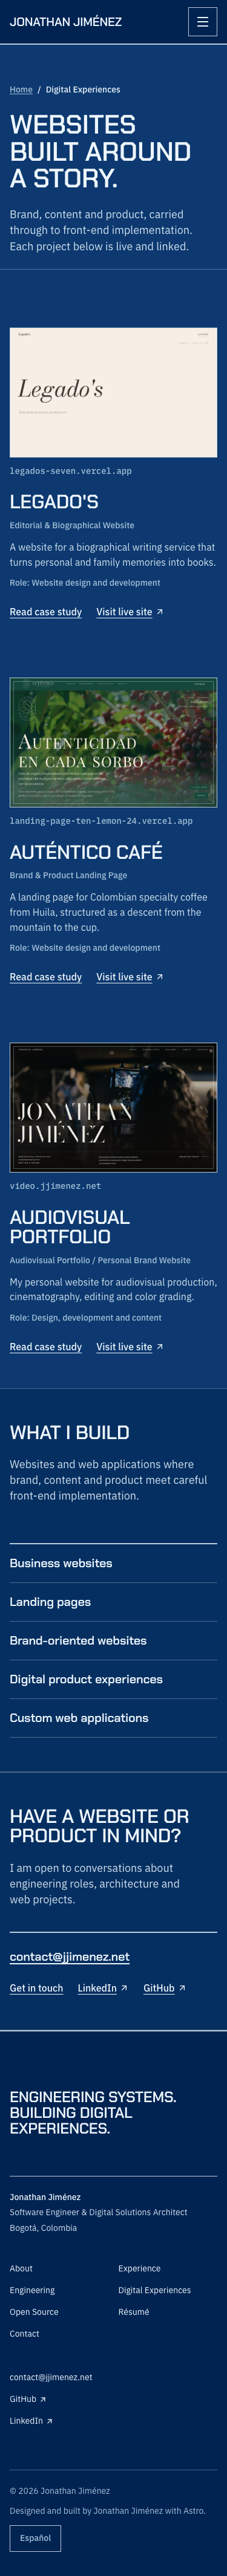 JONATHAN JIMÉNEZ
Home / Digital Experiences
WEBSITES
BUILT AROUND
A STORY.
Brand, content and product, carried
through to front-end implementation.
Each project below is live and linked.
Legado's
Legado's
legados-seven.vercel.app
LEGADO'S
Editorial & Biographical Website
A website for a biographical writing service that
turns personal and family memories into books.
Role: Website design and development
Read case study Visit live site ↗
AUTENTICIDAD
EN CADA SORBO
landing-page-ten-lemon-24.vercel.app
AUTÉNTICO CAFÉ
Brand & Product Landing Page
A landing page for Colombian specialty coffee
from Huila, structured as a descent from the
mountain to the cup.
Role: Website design and development
Read case study Visit live site ↗
JONATHAN
JIMÉNEZ
video.jjimenez.net
AUDIOVISUAL
PORTFOLIO
Audiovisual Portfolio / Personal Brand Website
My personal website for audiovisual production,
cinematography, editing and color grading.
Role: Design, development and content
Read case study Visit live site ↗
WHAT I BUILD
Websites and web applications where
brand, content and product meet careful
front-end implementation.
Business websites
Landing pages
Brand-oriented websites
Digital product experiences
Custom web applications
HAVE A WEBSITE OR
PRODUCT IN MIND?
I am open to conversations about
engineering roles, architecture and
web projects.
contact@jjimenez.net
Get in touch LinkedIn ↗ GitHub ↗
ENGINEERING SYSTEMS.
BUILDING DIGITAL
EXPERIENCES.
Jonathan Jiménez
Software Engineer & Digital Solutions Architect
Bogotá, Colombia
About Experience
Engineering Digital Experiences
Open Source Résumé
Contact
contact@jjimenez.net
GitHub ↗
LinkedIn ↗
© 2026 Jonathan Jiménez
Designed and built by Jonathan Jiménez with Astro.
Español